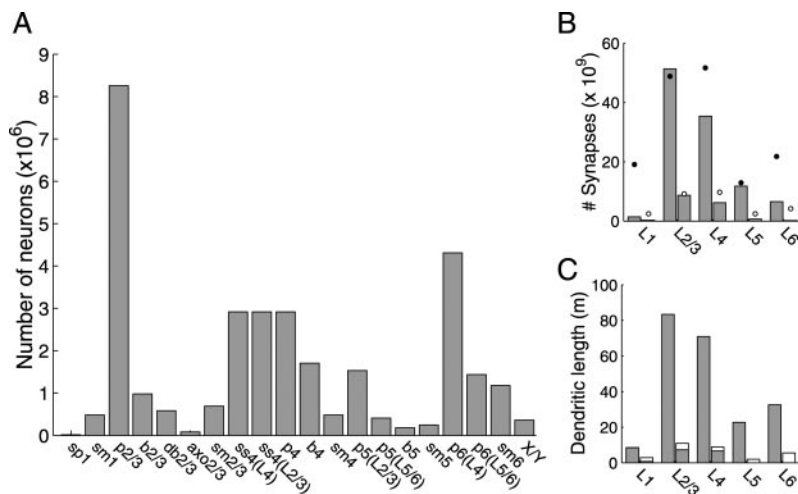 A
Number of neurons (x10⁶)
9
8
7
6
5
4
3
2
1
0
sp1
sm1
p2/3
b2/3
db2/3
axo2/3
sm2/3
ss4(L4)
ss4(L2/3)
p4
b4
sm4
p5(L2/3)
p5(L5/6)
b5
sm5
p6(L4)
p6(L5/6)
sm6
X/Y
B
# Synapses (x 10⁹)
60
40
20
0
L1
L2/3
L4
L5
L6
C
Dendritic length (m)
100
80
60
40
20
0
L1
L2/3
L4
L5
L6